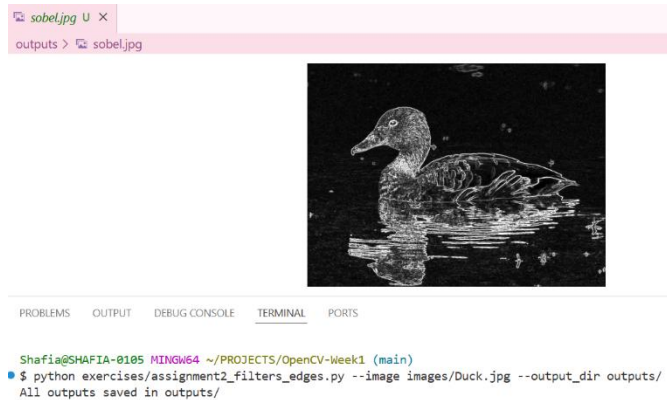 sobel.jpg U ×
outputs > sobel.jpg
PROBLEMS OUTPUT DEBUG CONSOLE TERMINAL PORTS
Shafia@SHAFIA-0105 MINGW64 ~/PROJECTS/OpenCV-Week1 (main)
$ python exercises/assignment2_filters_edges.py --image images/Duck.jpg --output_dir outputs/
All outputs saved in outputs/